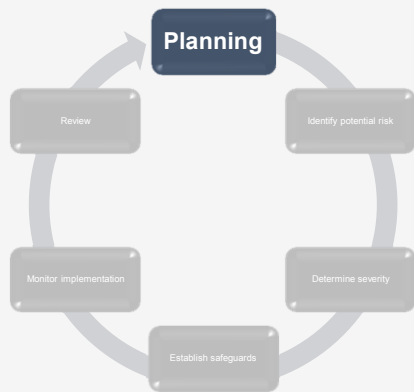 Planning
Identify potential risk
Determine severity
Establish safeguards
Monitor implementation
Review